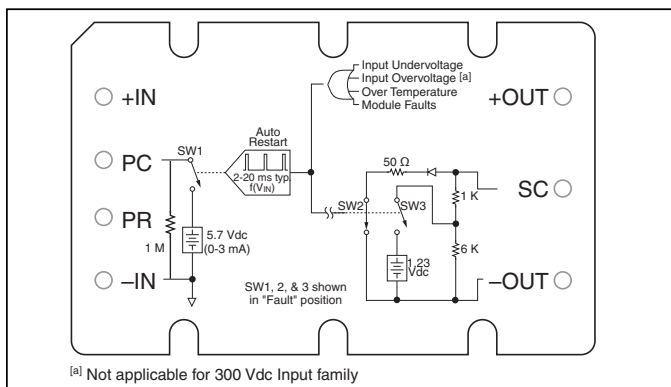 Input Undervoltage
Input Overvoltage [a]
Over Temperature
Module Faults
+IN
+OUT
Auto
Restart
SW1
PC
2-20 ms typ.
f(VIN)
50 Ω
SC
SW2
SW3
1 K
PR
5.7 Vdc
(0-3 mA)
1 M
6 K
1.23
Vdc
–IN
–OUT
SW1, 2, & 3 shown
in "Fault" position
[a] Not applicable for 300 Vdc Input family